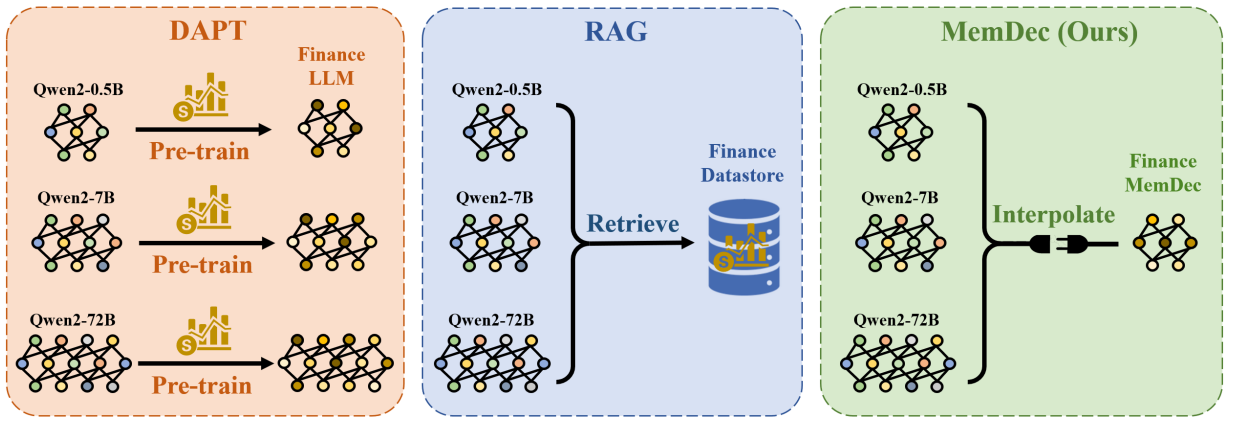 DAPT
Finance
LLM
Qwen2-0.5B
Pre-train
Qwen2-7B
Pre-train
Qwen2-72B
Pre-train
$
$
$
RAG
Qwen2-0.5B
Finance
Datastore
Qwen2-7B
Retrieve
$
Qwen2-72B
MemDec (Ours)
Qwen2-0.5B
Finance
MemDec
Qwen2-7B
Interpolate
Qwen2-72B